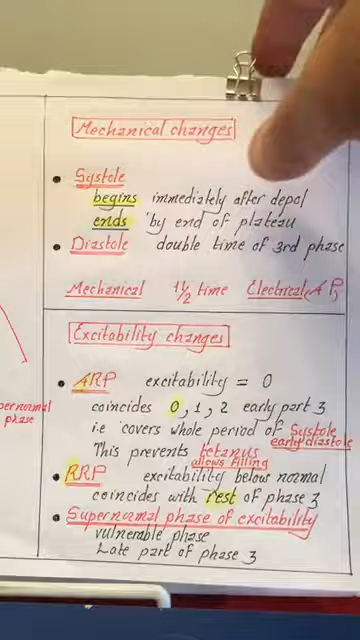 Mechanical changes
• Systole
begins immediately after depol
ends by end of plateau
• Diastole double time of 3rd phase
Mechanical 1 1/2 time Electrical (AP)
Excitability changes
• ARP excitability = 0
coincides 0, 1, 2 early part 3
i.e covers whole period of Systole
early diastole
This prevents tetanus
allows filling
• RRP excitability below normal
coincides with rest of phase 3
• Supernormal phase of excitability
vulnerable phase
Late part of phase 3
pernormal
phase